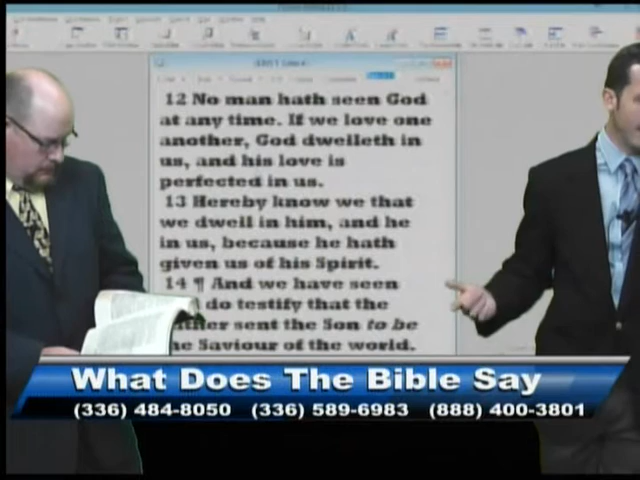 12 No man hath seen God
at any time. If we love one
another, God dwelleth in
us, and his love is
perfected in us.
13 Hereby know we that
we dwell in him, and he
in us, because he hath
given us of his Spirit.
14 ¶ And we have seen
do testify that the
sent the Son to be
Saviour of the world.
What Does The Bible Say
(336) 484-8050 (336) 589-6983 (888) 400-3801